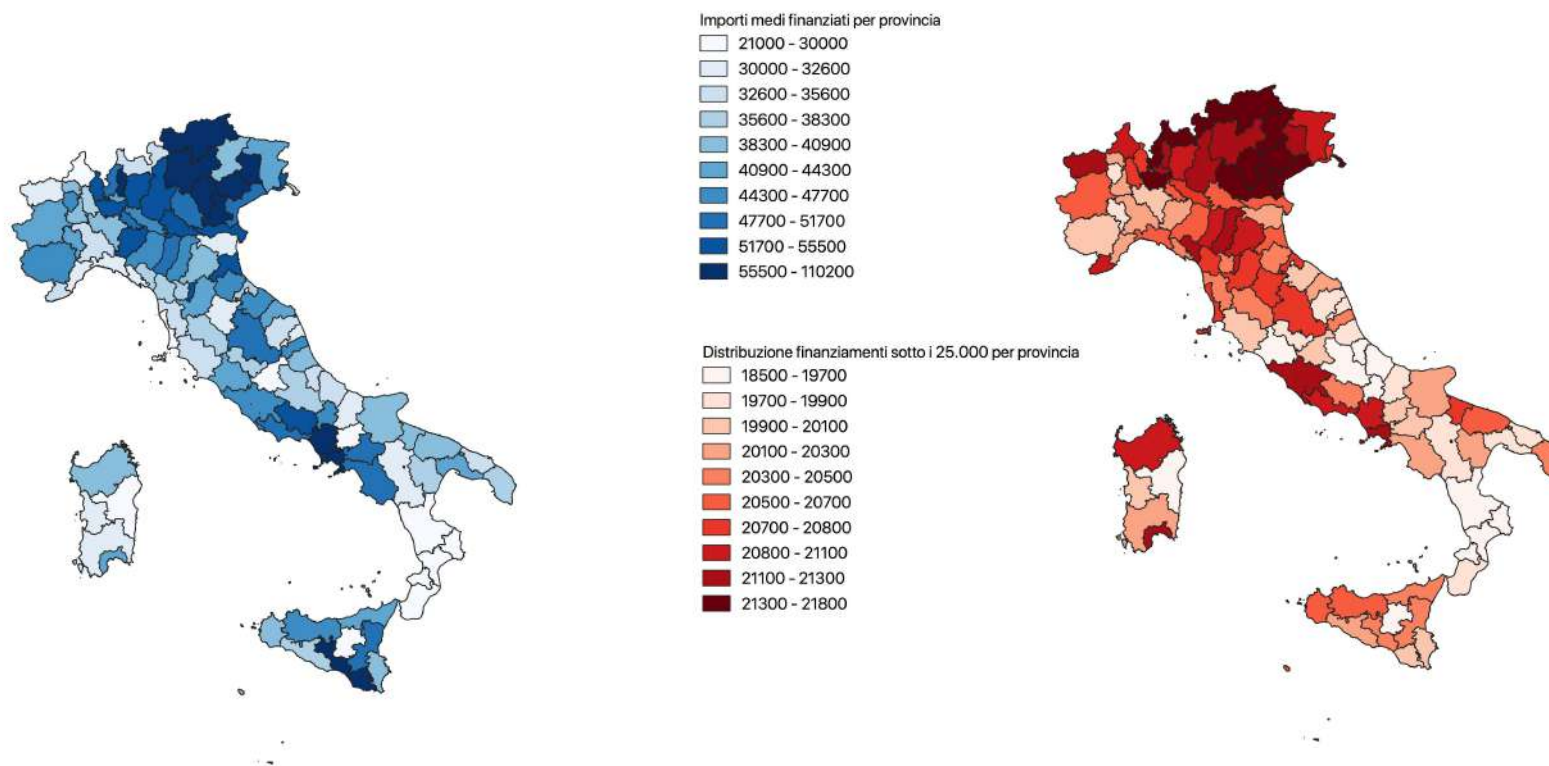 Importi medi finanziati per provincia
21000 - 30000
30000 - 32600
32600 - 35600
35600 - 38300
38300 - 40900
40900 - 44300
44300 - 47700
47700 - 51700
51700 - 55500
55500 - 110200
Distribuzione finanziamenti sotto i 25.000 per provincia
18500 - 19700
19700 - 19900
19900 - 20100
20100 - 20300
20300 - 20500
20500 - 20700
20700 - 20800
20800 - 21100
21100 - 21300
21300 - 21800